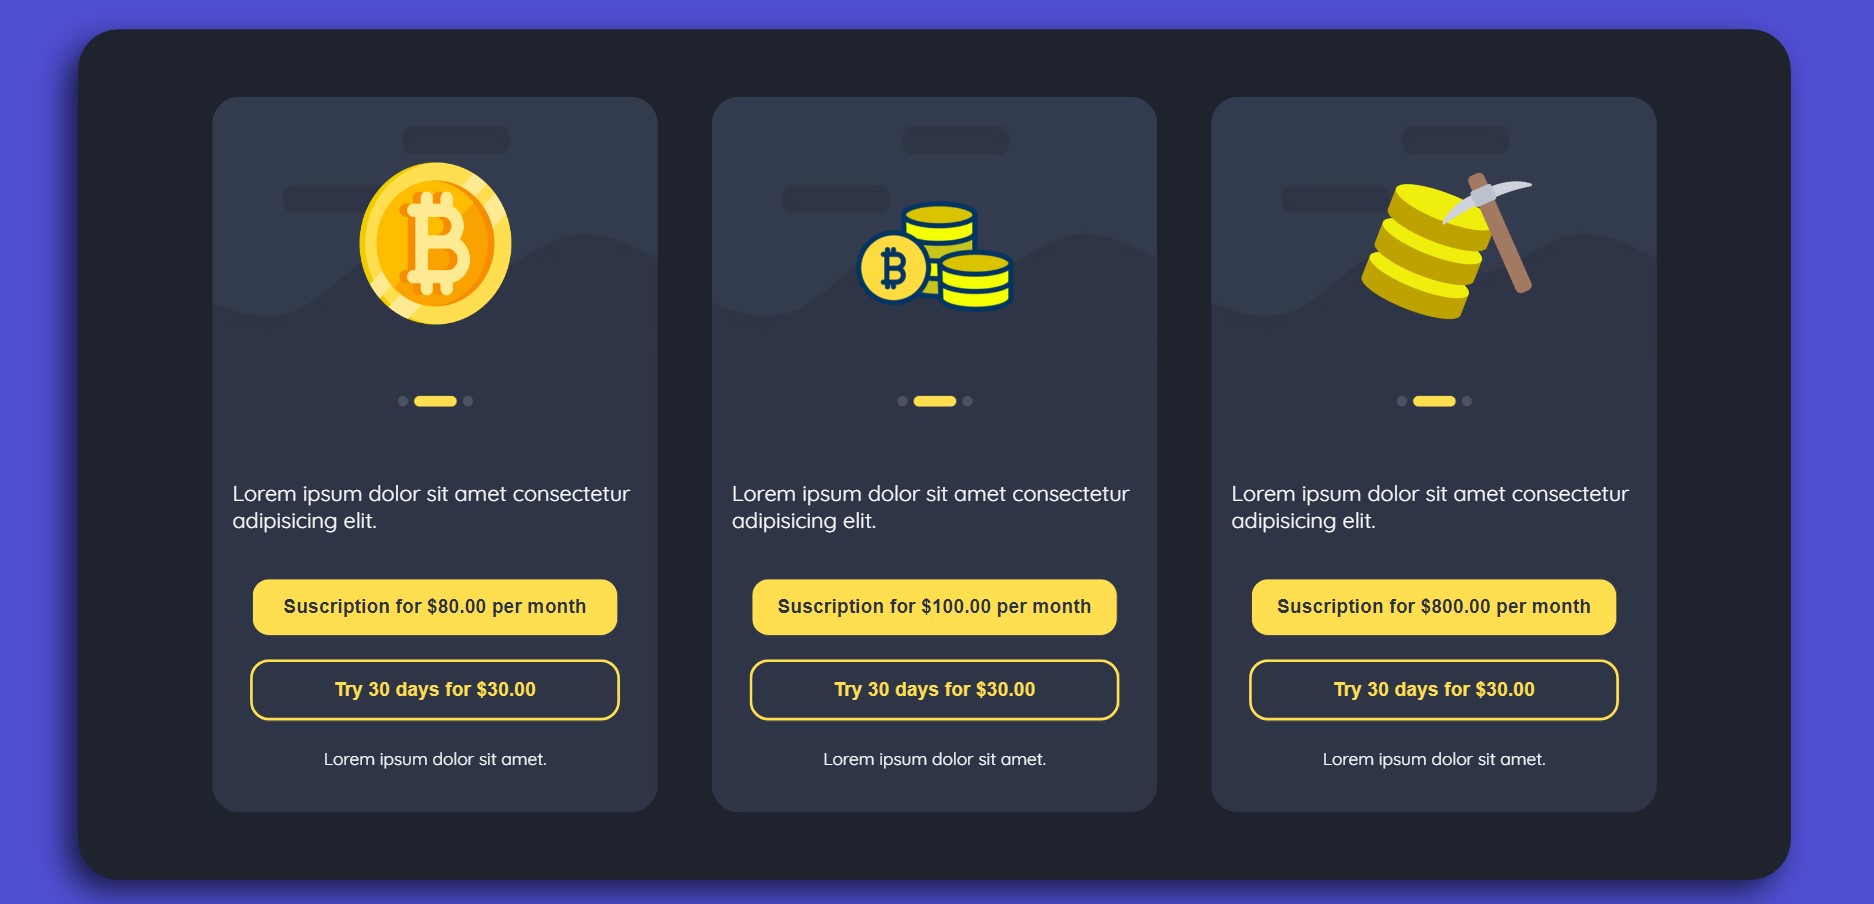 Lorem ipsum dolor sit amet consectetur
adipisicing elit.
Suscription for $80.00 per month
Try 30 days for $30.00
Lorem ipsum dolor sit amet.
Lorem ipsum dolor sit amet consectetur
adipisicing elit.
Suscription for $100.00 per month
Try 30 days for $30.00
Lorem ipsum dolor sit amet.
Lorem ipsum dolor sit amet consectetur
adipisicing elit.
Suscription for $800.00 per month
Try 30 days for $30.00
Lorem ipsum dolor sit amet.